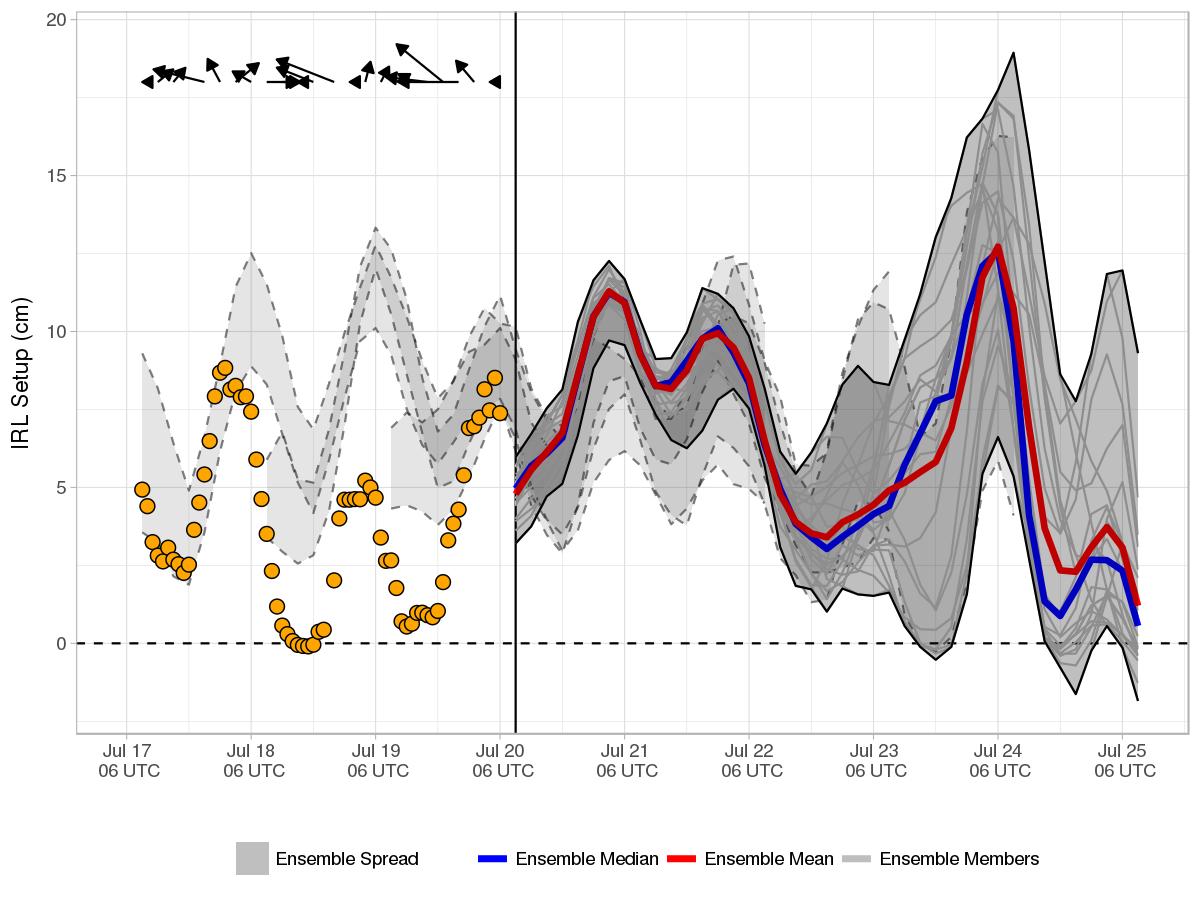 IRL Setup (cm)
20
15
10
5
0
Jul 17 Jul 18 Jul 19 Jul 20 Jul 21 Jul 22 Jul 23 Jul 24 Jul 25
06 UTC 06 UTC 06 UTC 06 UTC 06 UTC 06 UTC 06 UTC 06 UTC 06 UTC
Ensemble Spread Ensemble Median Ensemble Mean Ensemble Members